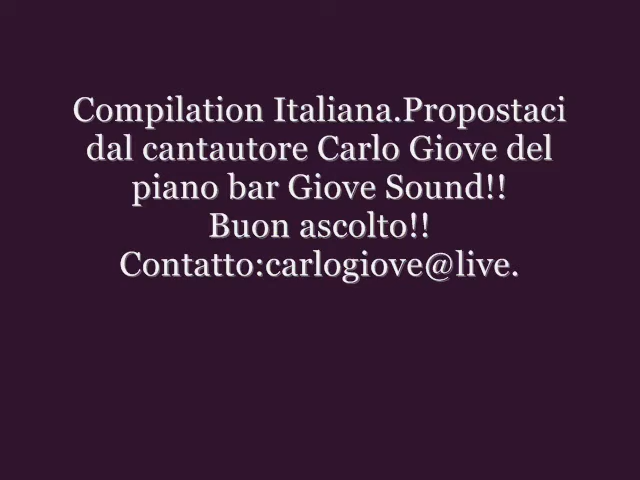 Compilation Italiana.Propostaci
dal cantautore Carlo Giove del
piano bar Giove Sound!!
Buon ascolto!!
Contatto:carlogiove@live.